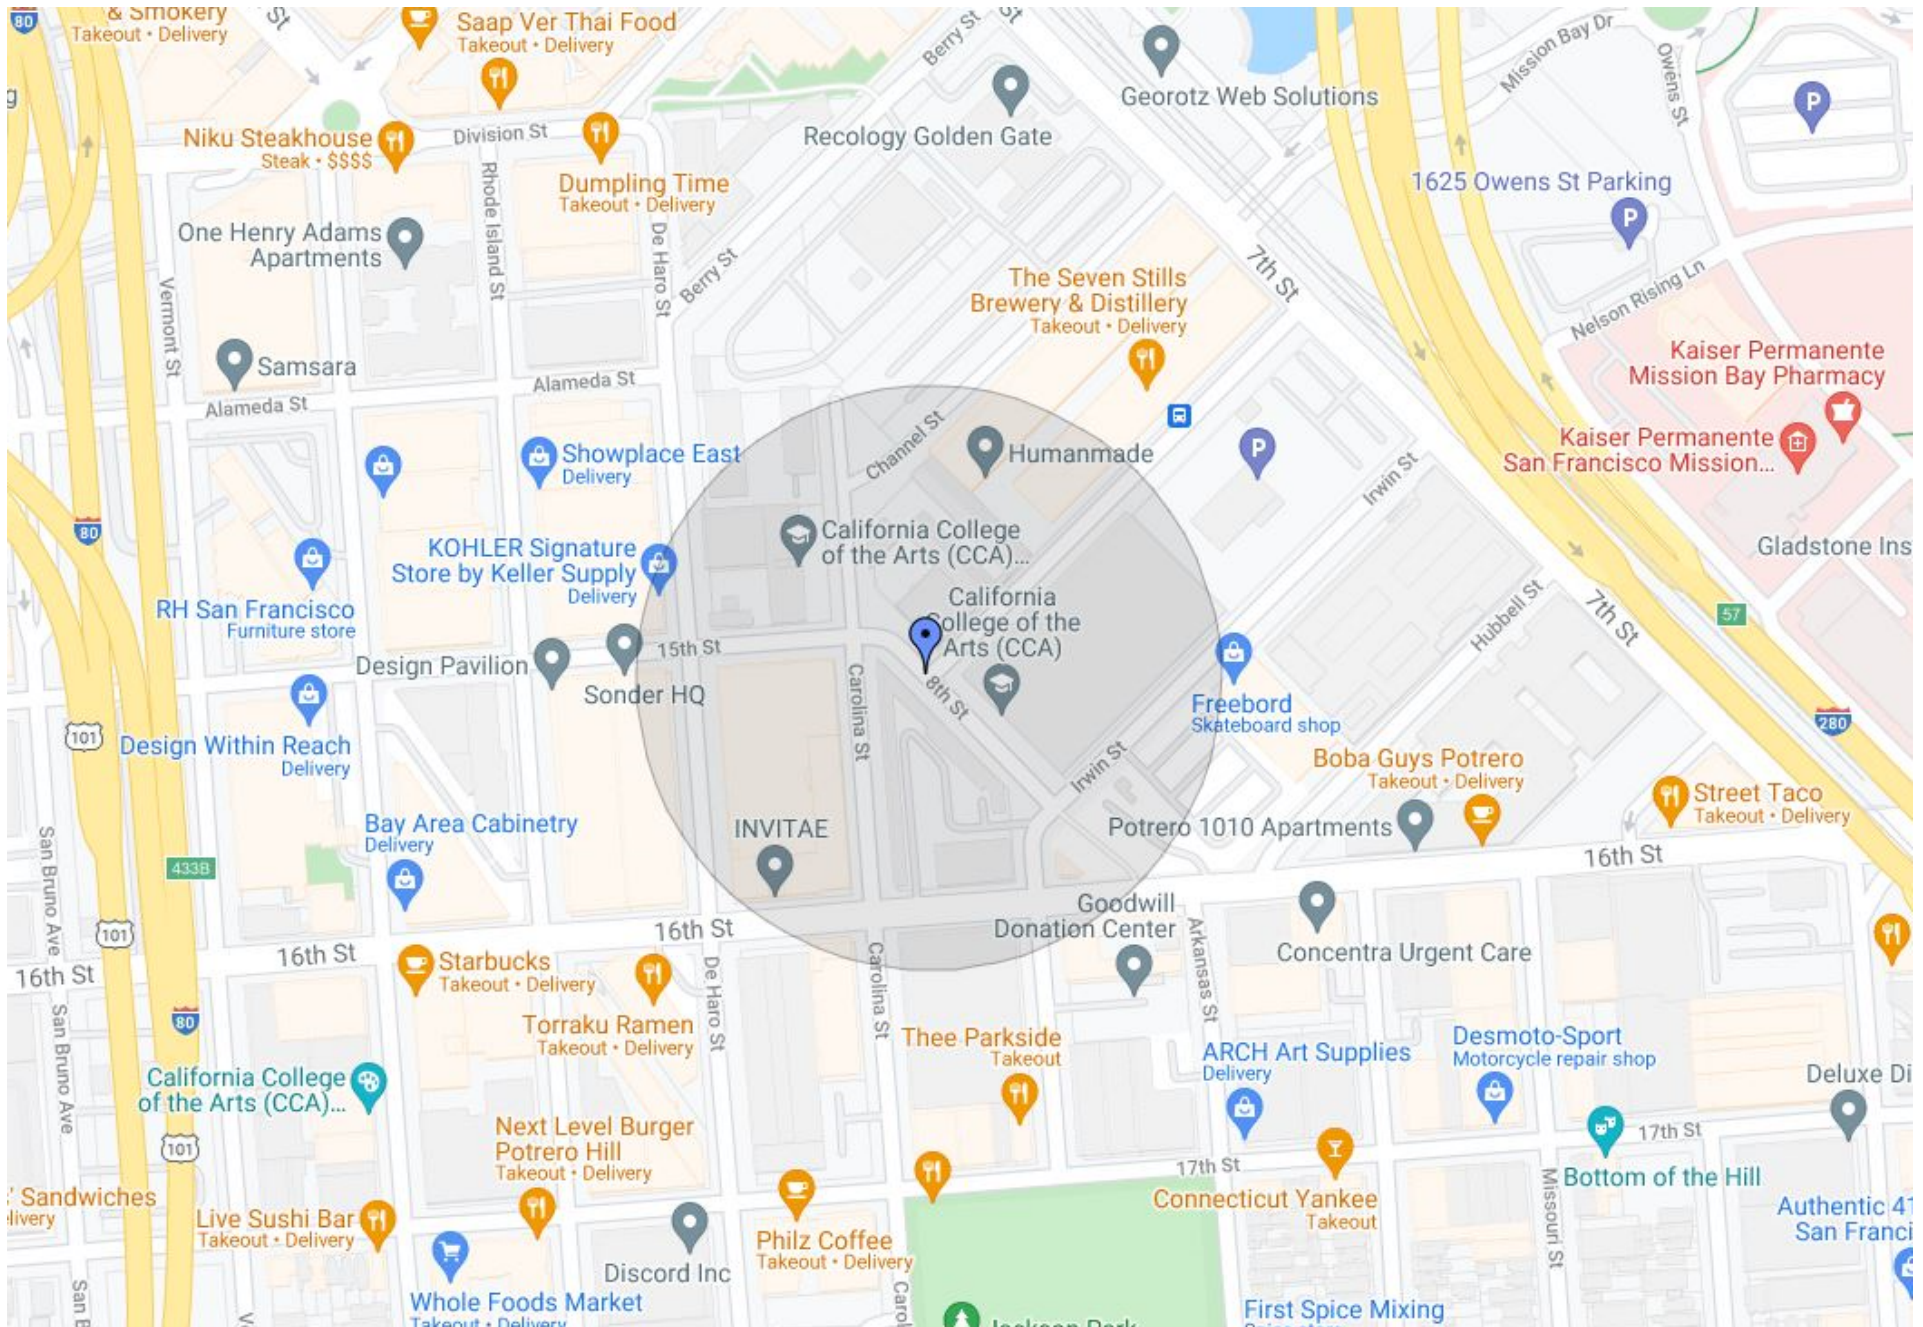 80
& Smokery
Takeout • Delivery
St
Saap Ver Thai Food
Takeout • Delivery
Berry St
St
Georotz Web Solutions
Mission Bay Dr
Owens St
P
Niku Steakhouse
Steak • $$$$
Division St
Rhode Island St
Dumpling Time
Takeout • Delivery
Recology Golden Gate
1625 Owens St Parking
P
One Henry Adams
Apartments
De Haro St
Berry St
7th St
Nelson Rising Ln
The Seven Stills
Brewery & Distillery
Takeout • Delivery
Vermont St
Samsara
Alameda St
Alameda St
Kaiser Permanente
Mission Bay Pharmacy
Kaiser Permanente
San Francisco Mission...
Channel St
Humanmade
P
Irwin St
Showplace East
Delivery
80
California College
of the Arts (CCA)...
KOHLER Signature
Store by Keller Supply
Delivery
Gladstone Ins
RH San Francisco
Furniture store
California
College of the
Arts (CCA)
Hubbell St
7th St
57
15th St
Design Pavilion
Sonder HQ
Carolina St
8th St
Freebord
Skateboard shop
280
101
Design Within Reach
Delivery
Irwin St
Boba Guys Potrero
Takeout • Delivery
Street Taco
Takeout • Delivery
Bay Area Cabinetry
Delivery
INVITAE
Potrero 1010 Apartments
San Bruno Ave
433B
16th St
Goodwill
Donation Center
Arkansas St
Concentra Urgent Care
101
16th St
16th St
16th St
Starbucks
Takeout • Delivery
De Haro St
Carolina St
San Bruno Ave
80
Torraku Ramen
Takeout • Delivery
Thee Parkside
Takeout
ARCH Art Supplies
Delivery
Desmoto-Sport
Motorcycle repair shop
Deluxe Di
California College
of the Arts (CCA)...
101
Next Level Burger
Potrero Hill
Takeout • Delivery
17th St
17th St
Bottom of the Hill
Missouri St
' Sandwiches
livery
Live Sushi Bar
Takeout • Delivery
Connecticut Yankee
Takeout
Authentic 41
San Franci
Philz Coffee
Takeout • Delivery
Discord Inc
San B
Whole Foods Market
Takeout • Delivery
Carol
Jackson Park
First Spice Mixing